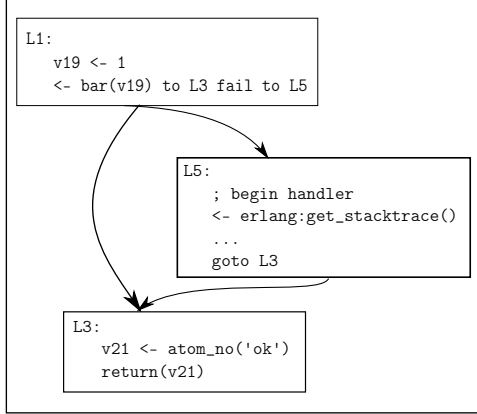 L1:
v19 <- 1
<- bar(v19) to L3 fail to L5
L5:
; begin handler
<- erlang:get_stacktrace()
...
goto L3
L3:
v21 <- atom_no('ok')
return(v21)